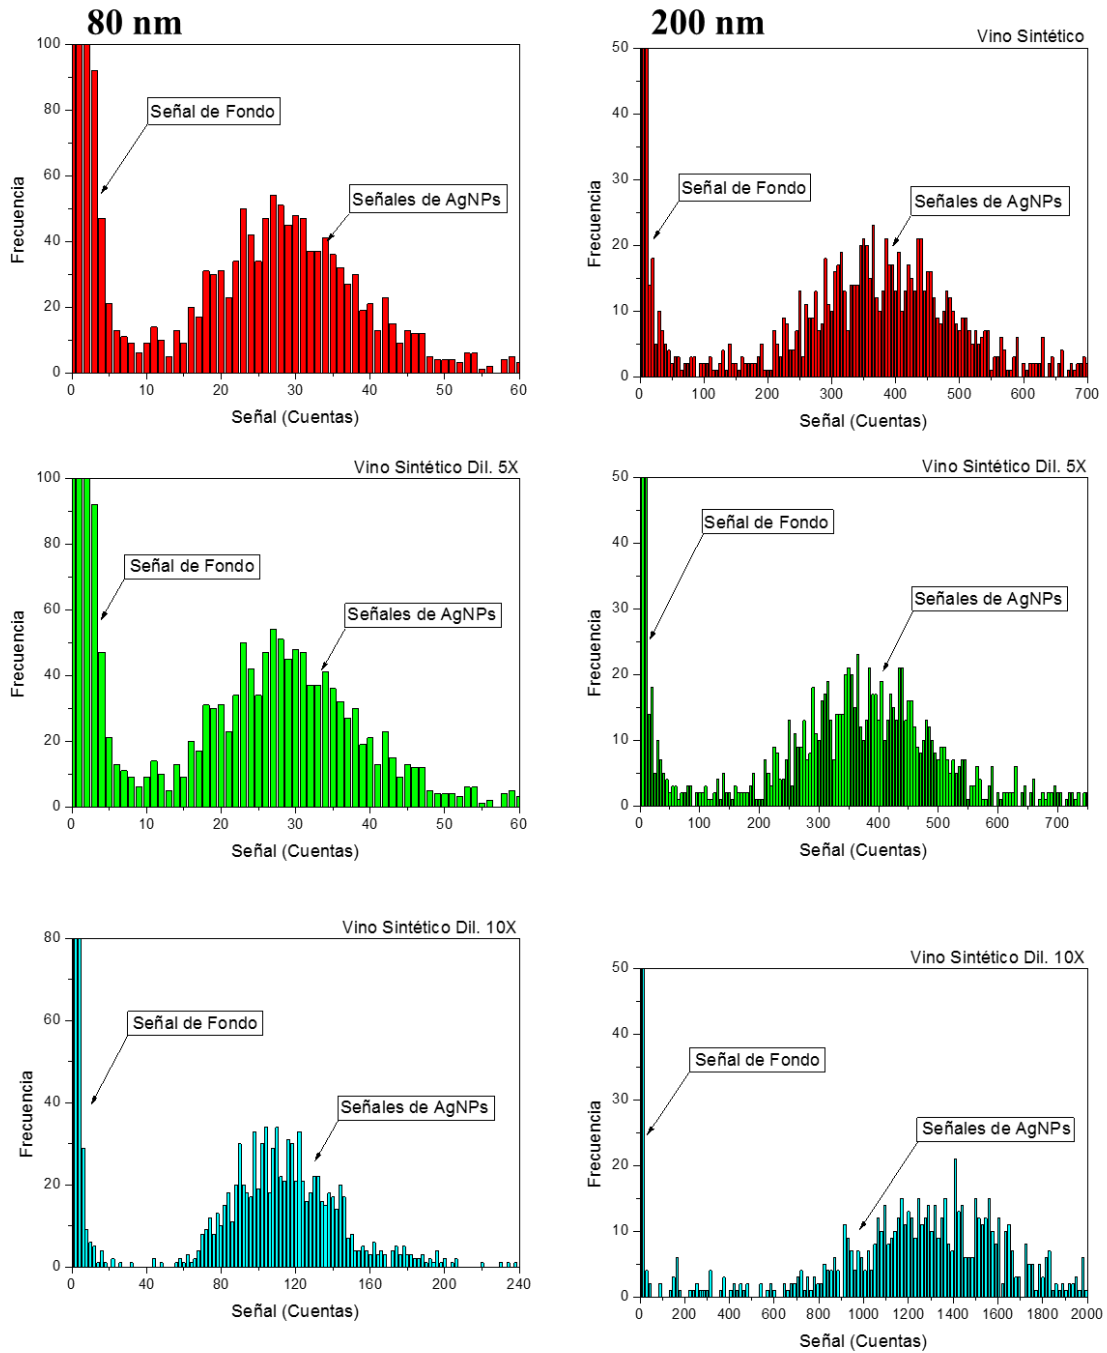 80 nm
200 nm
Vino Sintético
100
80
60
40
20
0
Frecuencia
Señal de Fondo
Señales de AgNPs
0 10 20 30 40 50 60
Señal (Cuentas)
50
40
30
20
10
0
Frecuencia
Señal de Fondo
Señales de AgNPs
0 100 200 300 400 500 600 700
Señal (Cuentas)
Vino Sintético Dil. 5X
100
80
60
40
20
0
Frecuencia
Señal de Fondo
Señales de AgNPs
0 10 20 30 40 50 60
Señal (Cuentas)
Vino Sintético Dil. 5X
50
40
30
20
10
0
Frecuencia
Señal de Fondo
Señales de AgNPs
0 100 200 300 400 500 600 700
Señal (Cuentas)
Vino Sintético Dil. 10X
80
60
40
20
0
Frecuencia
Señal de Fondo
Señales de AgNPs
0 40 80 120 160 200 240
Señal (Cuentas)
Vino Sintético Dil. 10X
50
40
30
20
10
0
Frecuencia
Señal de Fondo
Señales de AgNPs
0 200 400 600 800 1000 1200 1400 1600 1800 2000
Señal (Cuentas)